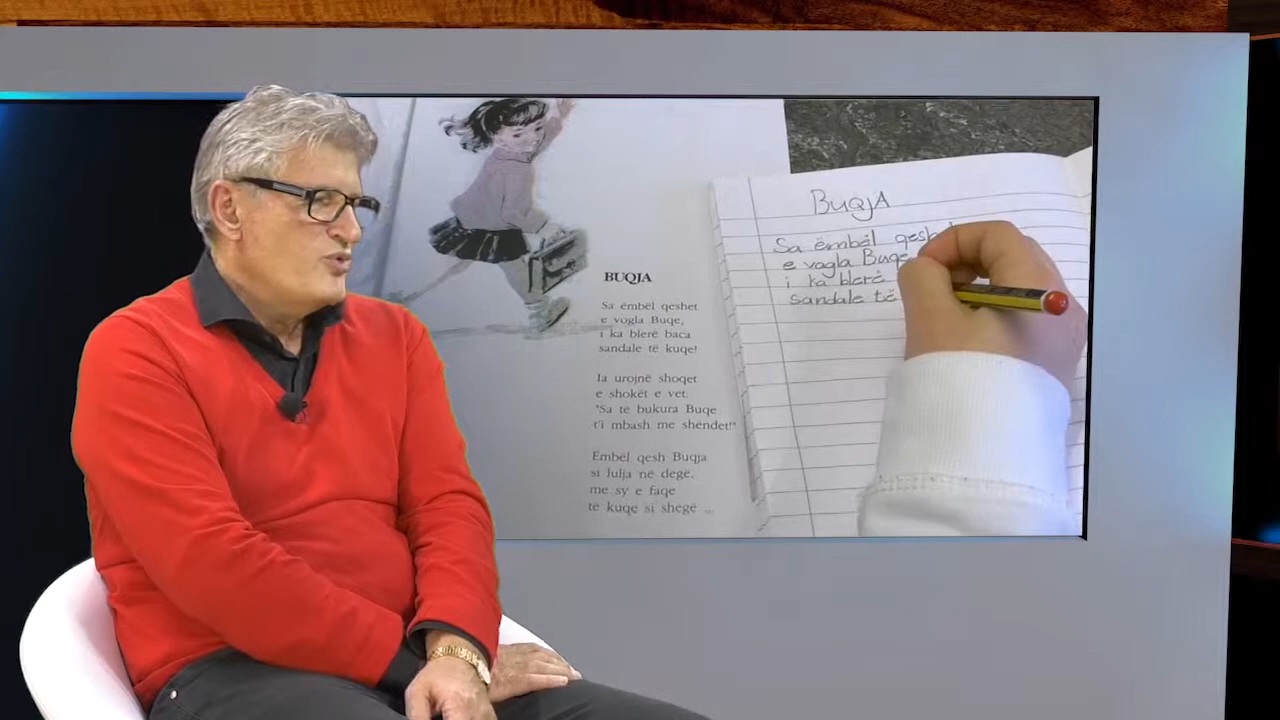 BUQJA
Sa ëmbël qeshet
e vogla Buqe,
i ka blerë baca
sandale të kuqe!
Ia urojnë shoqet
e shokët e vet:
"Sa të bukura Buqe
t'i mbash me shëndet!"
Embël qesh Buqja
si lulja në degë,
me sy e faqe
të kuqe si shegë ...
BuqjA
Sa ëmbël
e vogla Buqe
i ka blerë
sandale të